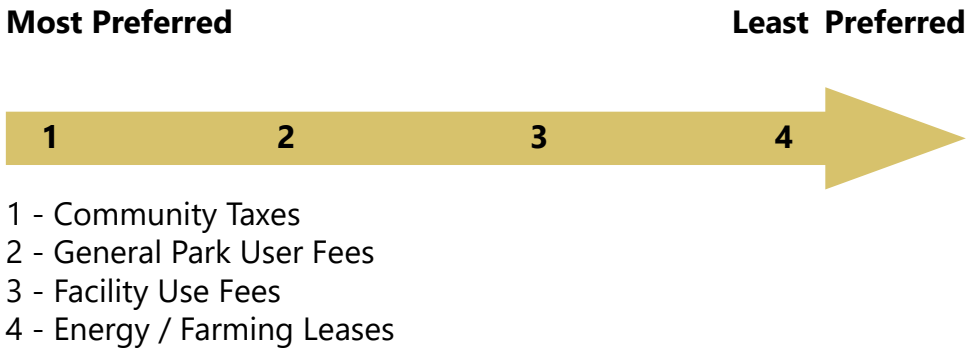 Most Preferred Least Preferred
1 2 3 4
1 - Community Taxes
2 - General Park User Fees
3 - Facility Use Fees
4 - Energy / Farming Leases